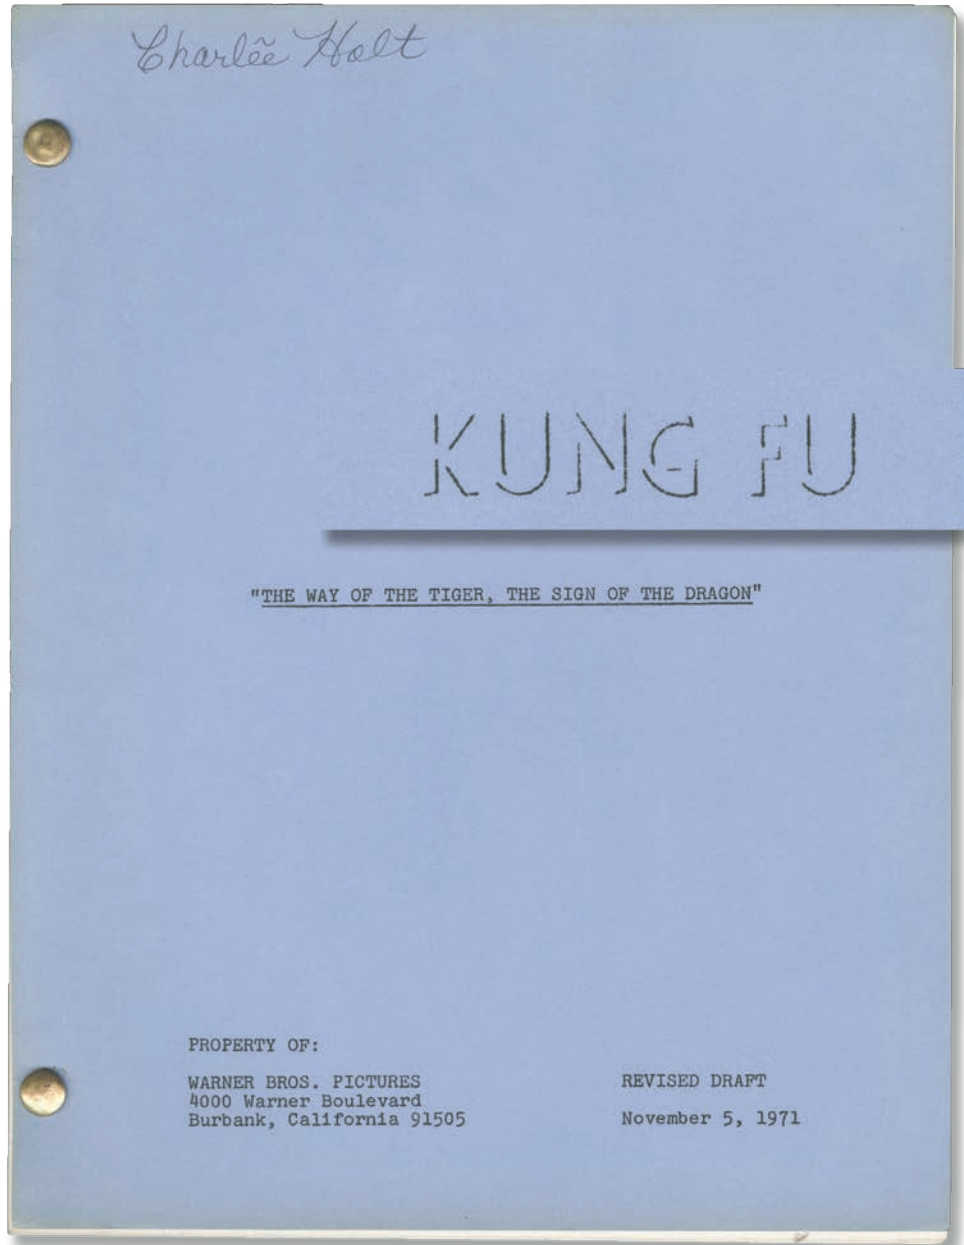 Charlee Holt
KUNG FU
"THE WAY OF THE TIGER, THE SIGN OF THE DRAGON"
PROPERTY OF:
WARNER BROS. PICTURES
4000 Warner Boulevard
Burbank, California 91505
REVISED DRAFT
November 5, 1971